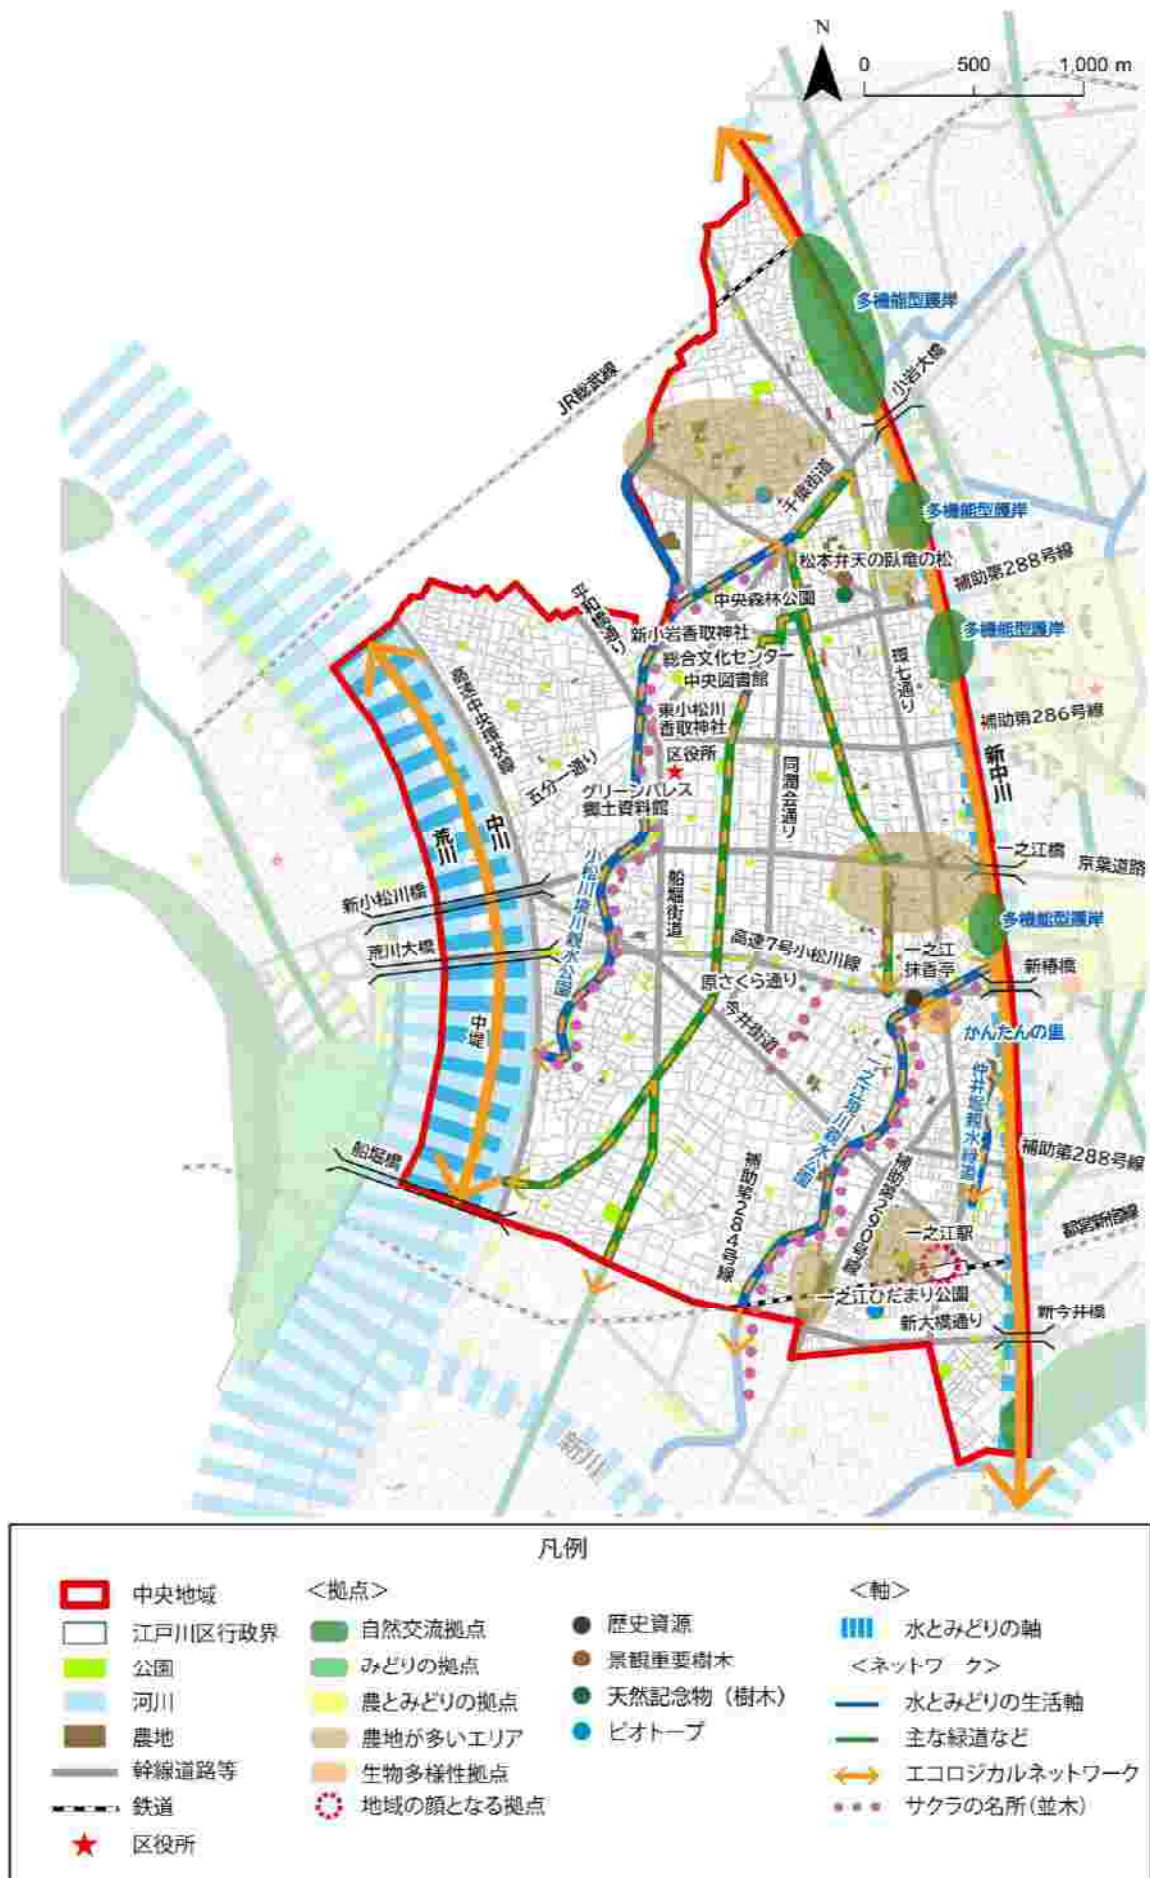 N
0 500 1,000 m
多機能型護岸
小岩大橋
JR総武線
千葉街道
多機能型護岸
松本弁天の臥竜の松
補助第288号線
中央森林公園
平和橋通り
新小岩香取神社
多機能型護岸
総合文化センター
中央図書館
環七通り
高速中央環状線
東小松川
香取神社
補助第286号線
区役所
新中川
五分一通り
グリーンパレス
郷土資料館
同潤会通り
荒川
中川
一之江橋
京葉道路
小松川境川親水公園
新小松川橋
船堀街道
多機能型護岸
荒川大橋
高速7号小松川線
一之江
抹香亭
新椿橋
原さくら通り
今井街道
中堤
かんたんの里
一之江境川親水公園
船堀橋
補助第288号線
補助第284号線
補助第290号線
一之江駅
都営新宿線
一之江ひだまり公園
新大橋通り
新今井橋
新川
凡例
中央地域
江戸川区行政界
公園
河川
農地
幹線道路等
鉄道
区役所
<拠点>
自然交流拠点
みどりの拠点
農とみどりの拠点
農地が多いエリア
生物多様性拠点
地域の顔となる拠点
歴史資源
景観重要樹木
天然記念物(樹木)
ビオトープ
<軸>
水とみどりの軸
<ネットワーク>
水とみどりの生活軸
主な緑道など
エコロジカルネットワーク
サクラの名所(並木)